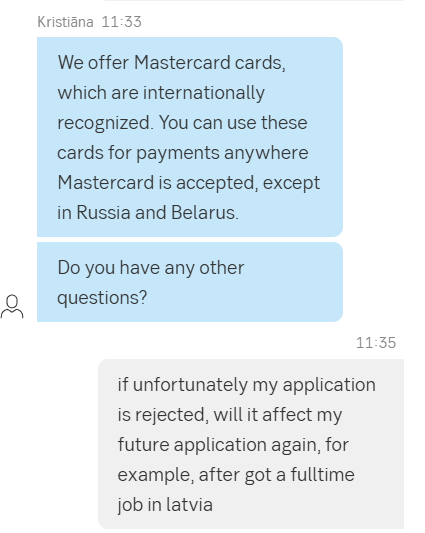 Kristiāna 11:33
We offer Mastercard cards,
which are internationally
recognized. You can use these
cards for payments anywhere
Mastercard is accepted, except
in Russia and Belarus.
Do you have any other
questions?
11:35
if unfortunately my application
is rejected, will it affect my
future application again, for
example, after got a fulltime
job in latvia